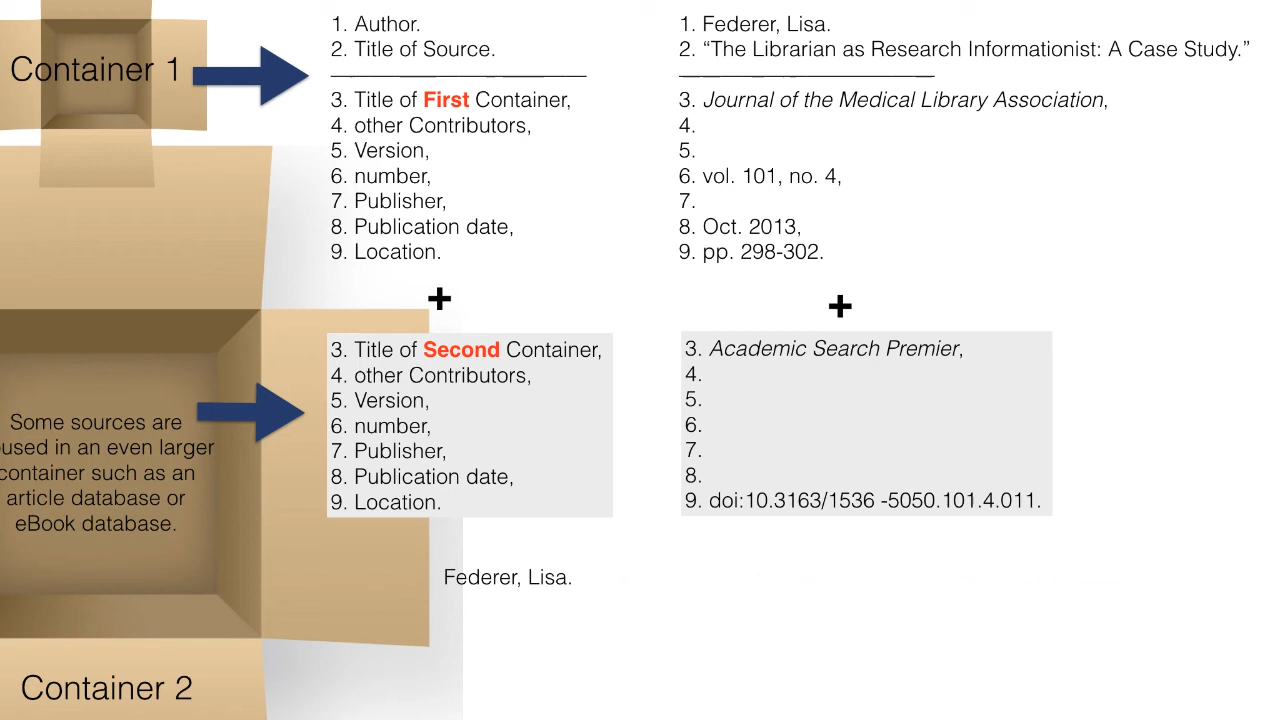 Container 1
1. Author.
2. Title of Source.
3. Title of First Container,
4. other Contributors,
5. Version,
6. number,
7. Publisher,
8. Publication date,
9. Location.
+
3. Title of Second Container,
4. other Contributors,
5. Version,
6. number,
7. Publisher,
8. Publication date,
9. Location.
1. Federer, Lisa.
2. “The Librarian as Research Informationist: A Case Study.”
3. Journal of the Medical Library Association,
4.
5.
6. vol. 101, no. 4,
7.
8. Oct. 2013,
9. pp. 298-302.
+
3. Academic Search Premier,
4.
5.
6.
7.
8.
9. doi:10.3163/1536 -5050.101.4.011.
Some sources are
used in an even larger
container such as an
article database or
eBook database.
Federer, Lisa.
Container 2